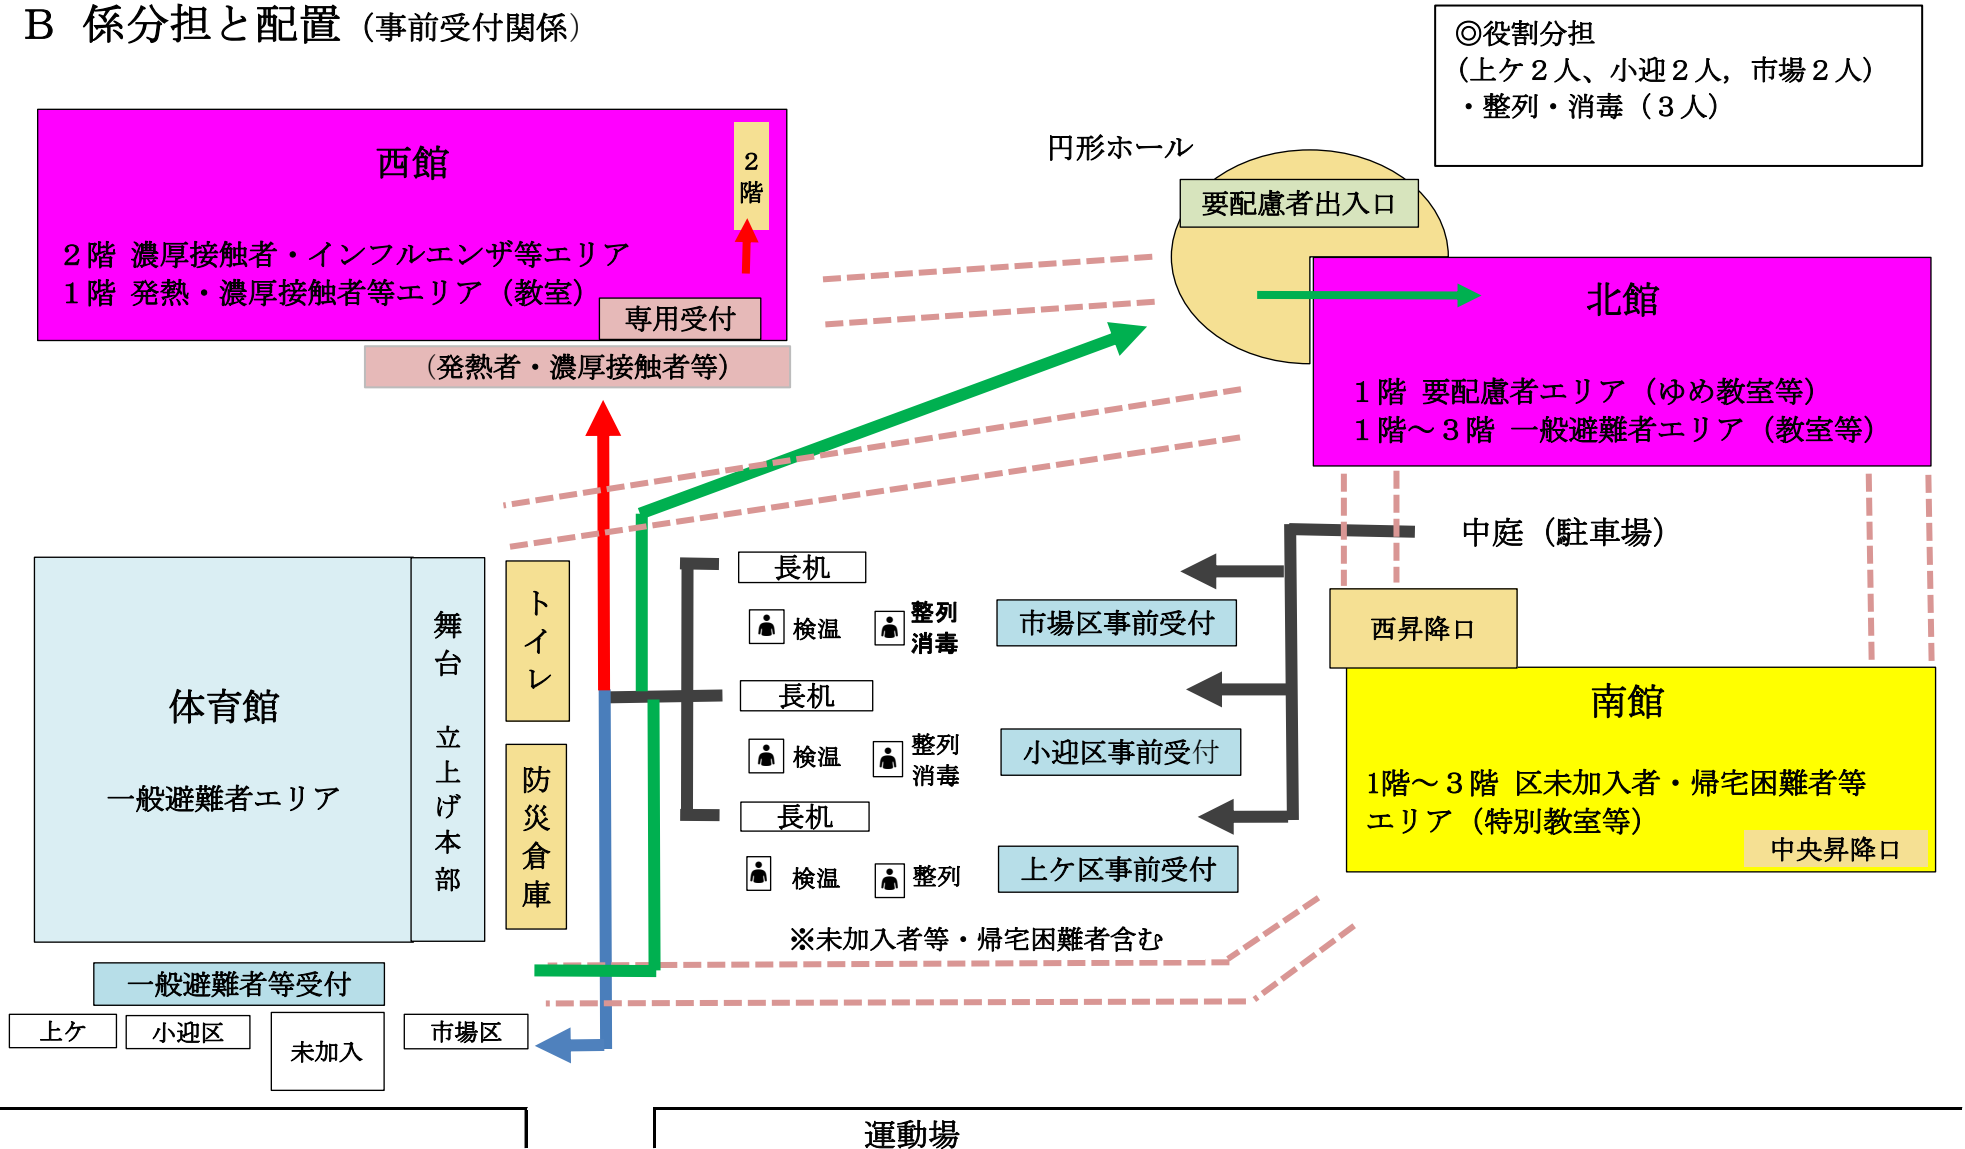 B 係分担と配置（事前受付関係）
◎役割分担
（上ケ２人、小迎２人，市場２人）
・整列・消毒（３人）
西館
２階
２階 濃厚接触者・インフルエンザ等エリア
１階 発熱・濃厚接触者等エリア（教室）
専用受付
（発熱者・濃厚接触者等）
円形ホール
要配慮者出入口
北館
１階 要配慮者エリア（ゆめ教室等）
１階～３階 一般避難者エリア（教室等）
中庭（駐車場）
体育館
一般避難者エリア
舞台 立上げ本部
トイレ
防災倉庫
長机
検温
整列
消毒
市場区事前受付
長机
検温
整列
消毒
小迎区事前受付
長机
検温
整列
上ケ区事前受付
※未加入者等・帰宅困難者含む
西昇降口
南館
1階～３階 区未加入者・帰宅困難者等
エリア（特別教室等）
中央昇降口
一般避難者等受付
上ケ
小迎区
未加入
市場区
運動場